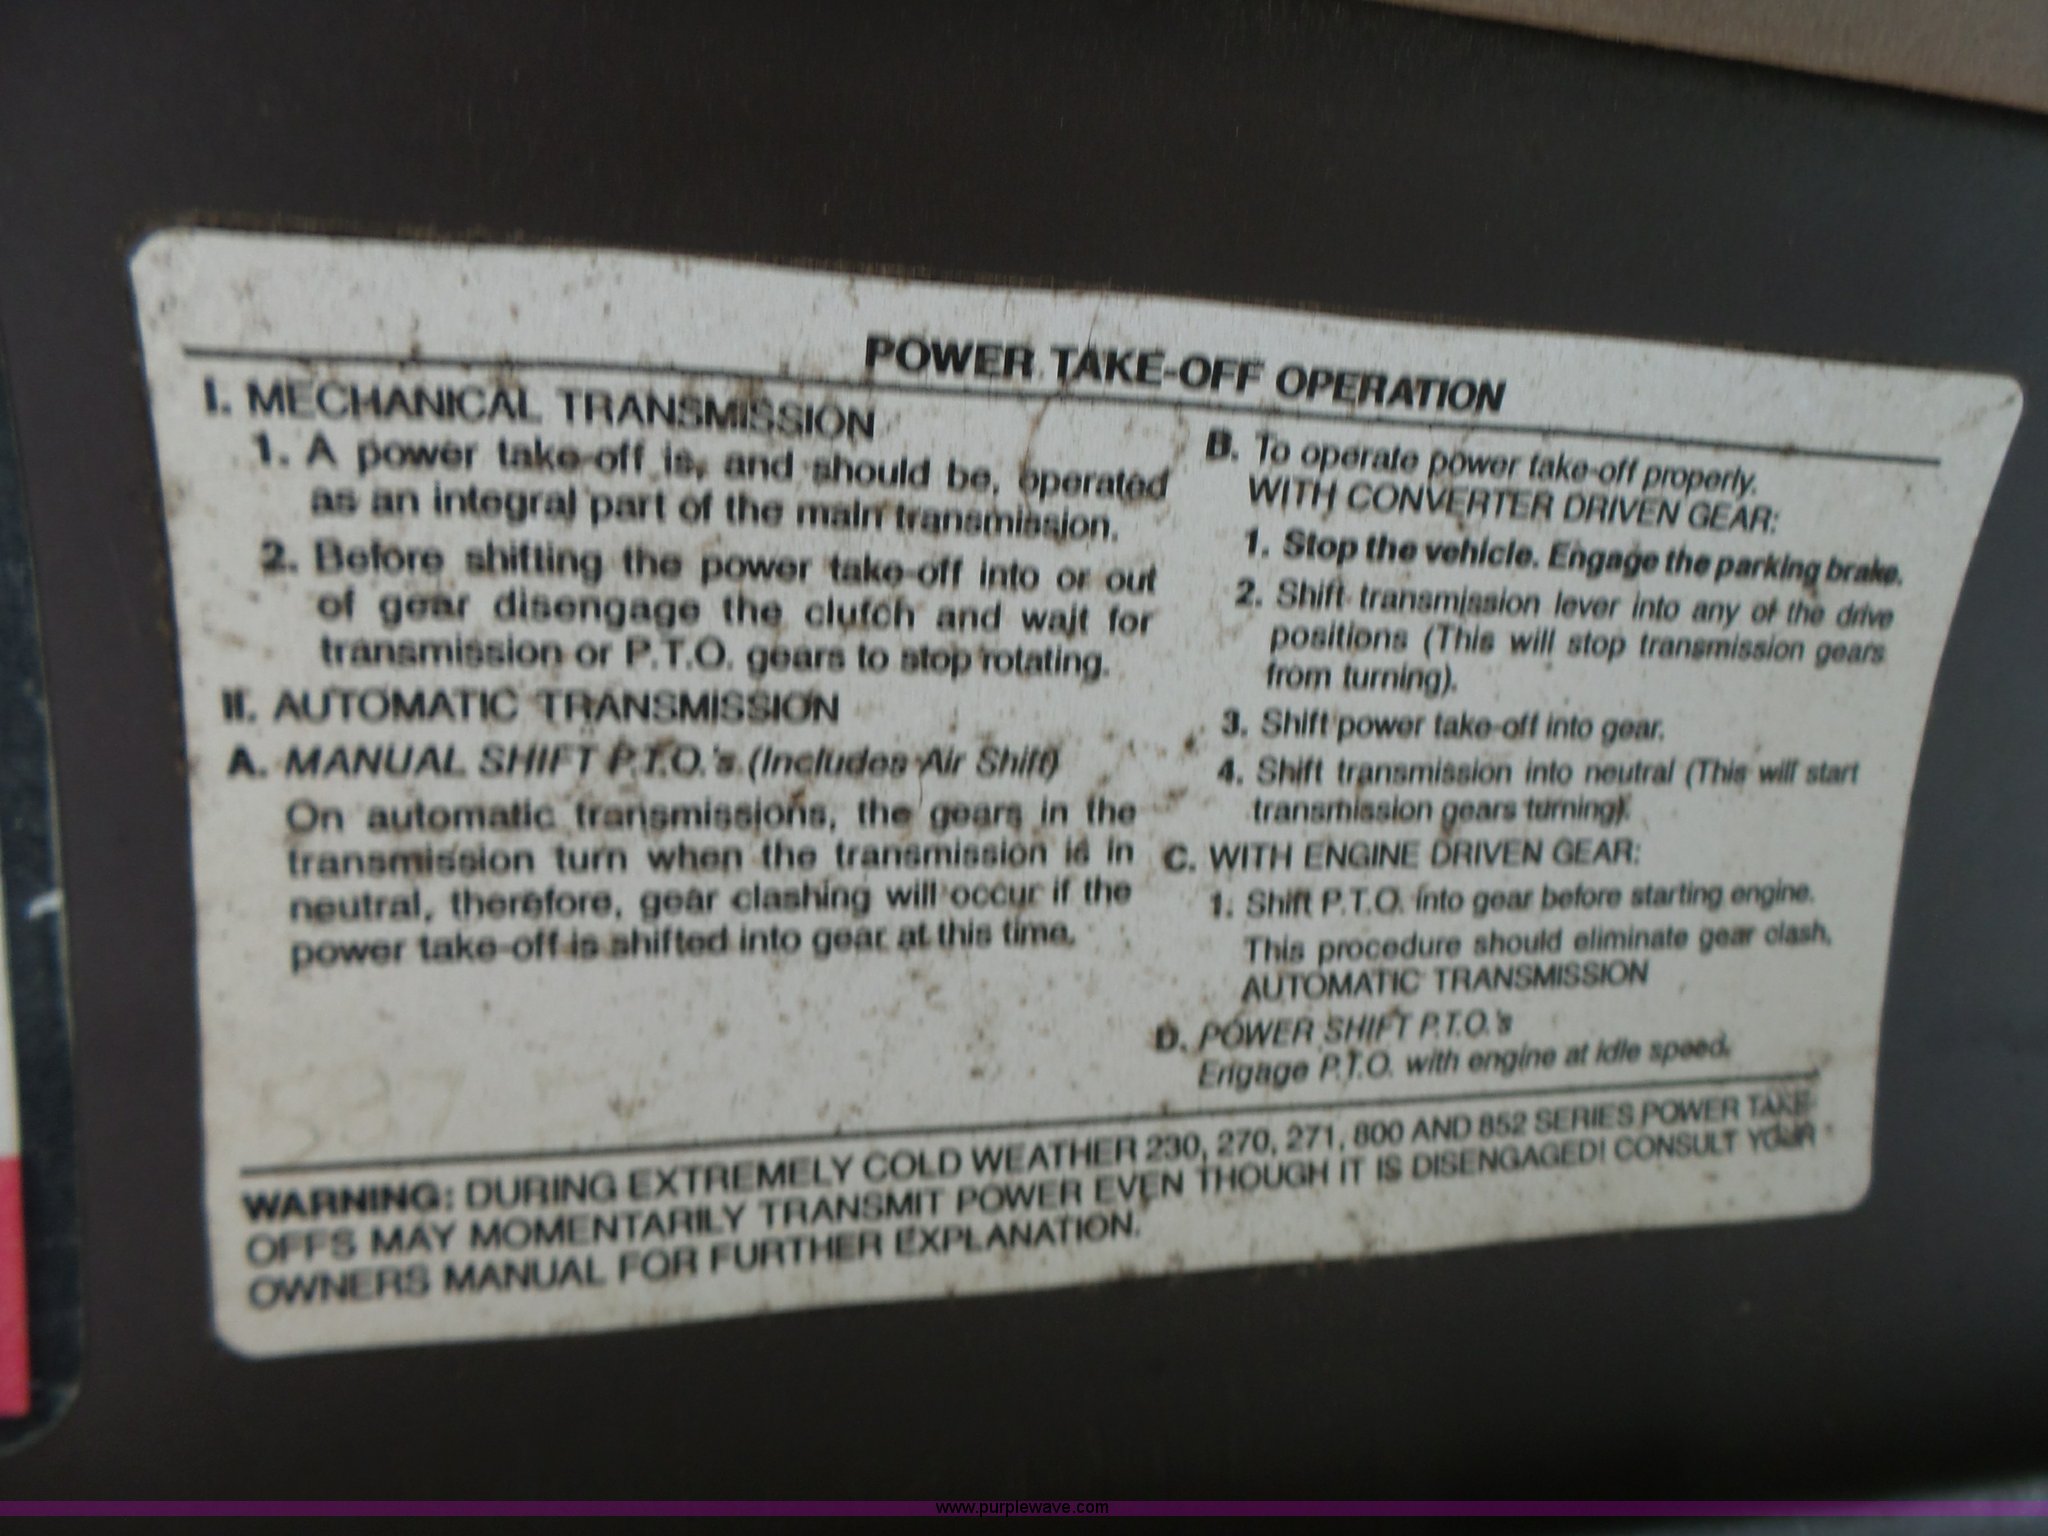 POWER TAKE-OFF OPERATION
I. MECHANICAL TRANSMISSION
1. A power take-off is, and should be, operated
as an integral part of the main transmission.
2. Before shifting the power take-off into or out
of gear disengage the clutch and wait for
transmission or P.T.O. gears to stop rotating.
II. AUTOMATIC TRANSMISSION
A. MANUAL SHIFT P.T.O.'s (Includes Air Shift)
On automatic transmissions, the gears in the
transmission turn when the transmission is in
neutral, therefore, gear clashing will occur if the
power take-off is shifted into gear at this time.
B. To operate power take-off properly.
WITH CONVERTER DRIVEN GEAR:
1. Stop the vehicle. Engage the parking brake.
2. Shift transmission lever into any of the drive
positions (This will stop transmission gears
from turning).
3. Shift power take-off into gear.
4. Shift transmission into neutral (This will start
transmission gears turning).
C. WITH ENGINE DRIVEN GEAR:
1. Shift P.T.O. into gear before starting engine.
This procedure should eliminate gear clash,
AUTOMATIC TRANSMISSION
D. POWER SHIFT P.T.O.'s
Engage P.T.O. with engine at idle speed.
WARNING: DURING EXTREMELY COLD WEATHER 230, 270, 271, 800 AND 852 SERIES POWER TAKE-
OFFS MAY MOMENTARILY TRANSMIT POWER EVEN THOUGH IT IS DISENGAGED! CONSULT YOUR
OWNERS MANUAL FOR FURTHER EXPLANATION.
www.purplewave.com